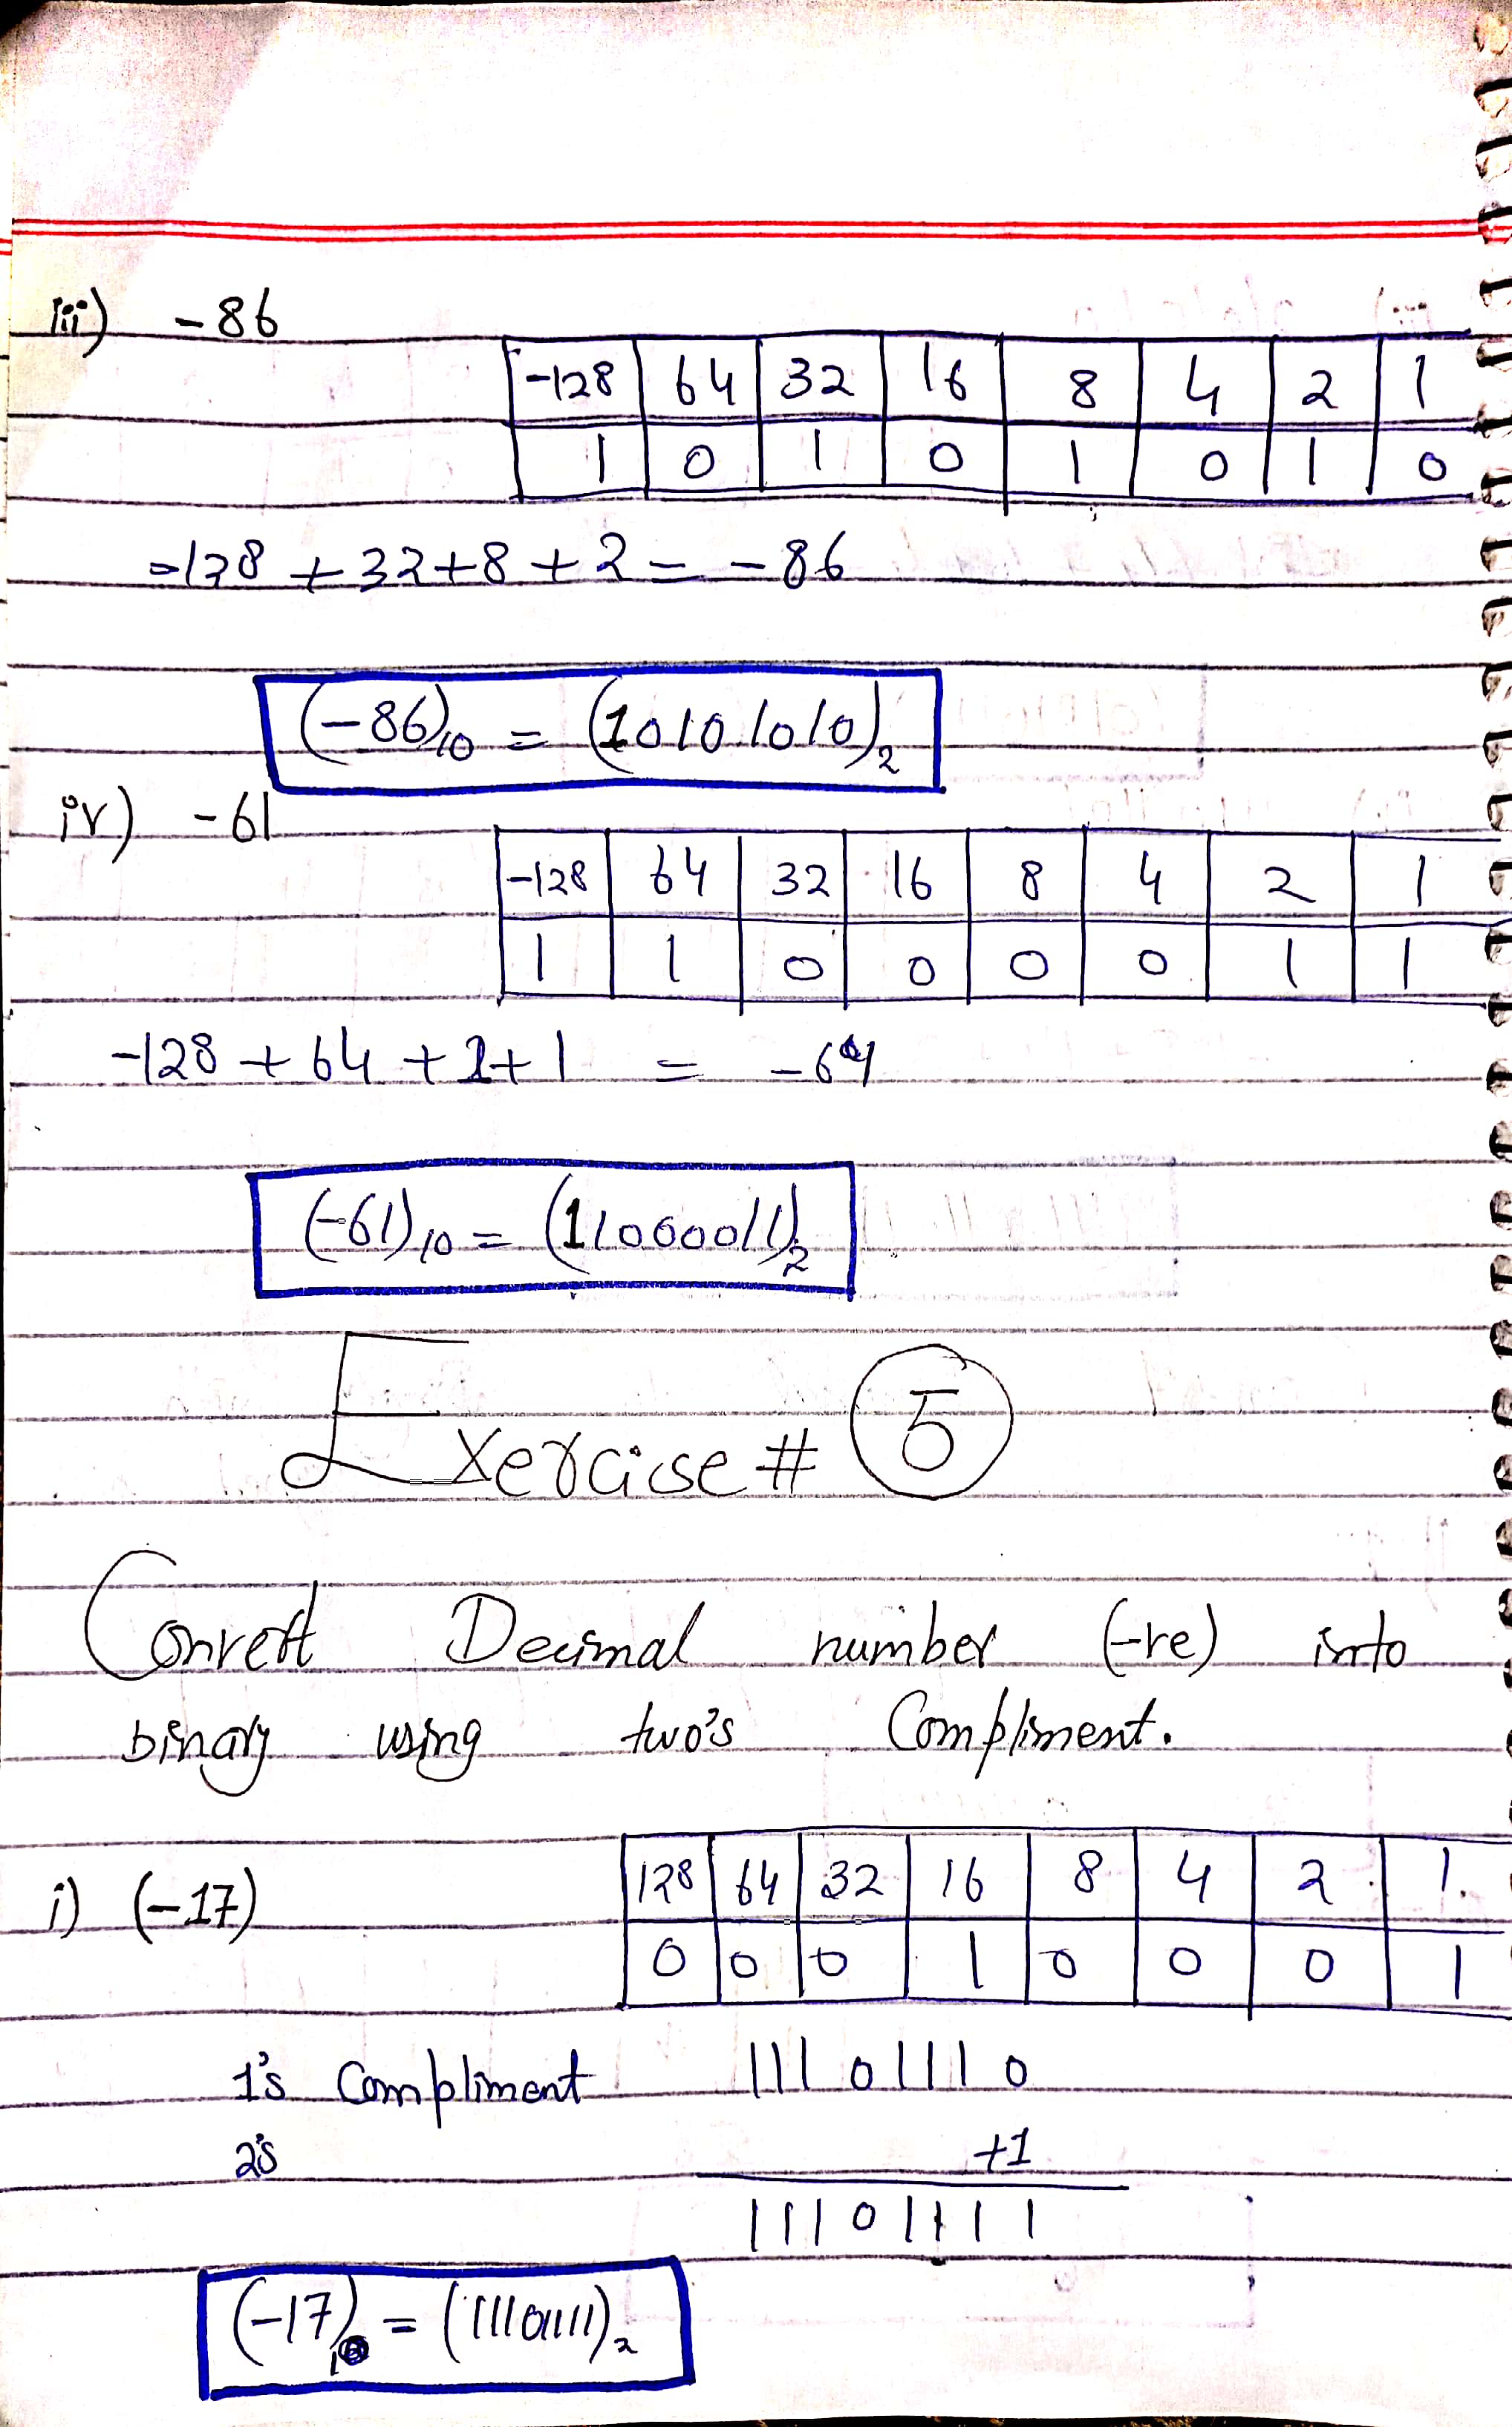 iii) -86
-128 64 32 16 8 4 2 1
1 0 1 0 1 0 1 0
-128 + 32 + 8 + 2 = -86
(-86)10 = (10101010)2
iv) -61
-128 64 32 16 8 4 2 1
1 1 0 0 0 0 1 1
-128 + 64 + 2 + 1 =
(-61)10 = (11000011)2
Exercise # 5
Convert Decimal number (-ve) into
binary using two's Compliment.
i) (-17)
128 64 32 16 8 4 2 1
0 0 0 1 0 0 0 1
1's Compliment 11101110
2's +1
11101111
(-17)10 = (11101111)2